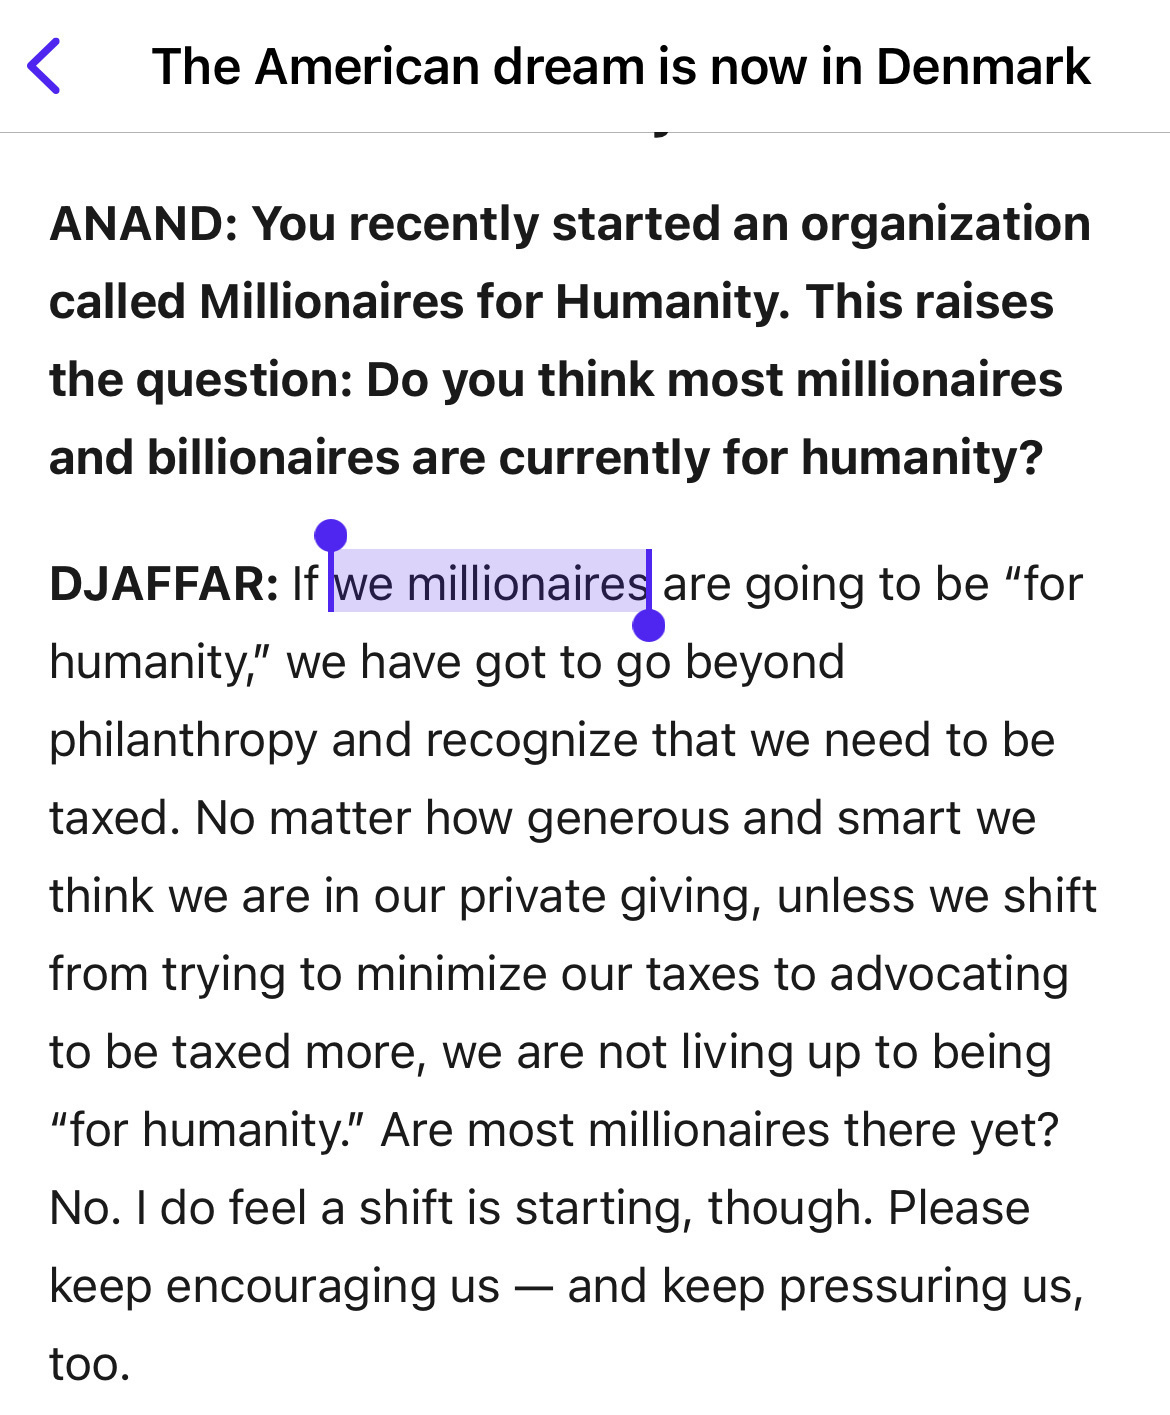 The American dream is now in Denmark
ANAND: You recently started an organization
called Millionaires for Humanity. This raises
the question: Do you think most millionaires
and billionaires are currently for humanity?
DJAFFAR: If we millionaires are going to be “for
humanity,” we have got to go beyond
philanthropy and recognize that we need to be
taxed. No matter how generous and smart we
think we are in our private giving, unless we shift
from trying to minimize our taxes to advocating
to be taxed more, we are not living up to being
“for humanity.” Are most millionaires there yet?
No. I do feel a shift is starting, though. Please
keep encouraging us — and keep pressuring us,
too.